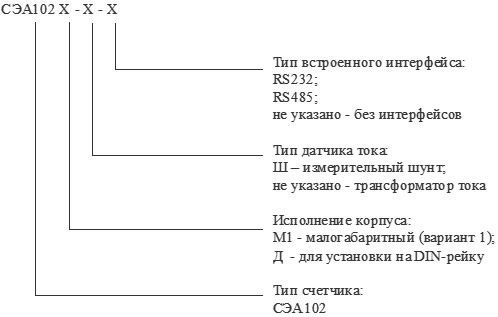 СЭА102 X - X - X
Тип встроенного интерфейса:
RS232;
RS485;
не указано - без интерфейсов
Тип датчика тока:
Ш – измерительный шунт;
не указано - трансформатор тока
Исполнение корпуса:
М1 - малогабаритный (вариант 1);
Д - для установки на DIN-рейку
Тип счетчика:
СЭА102